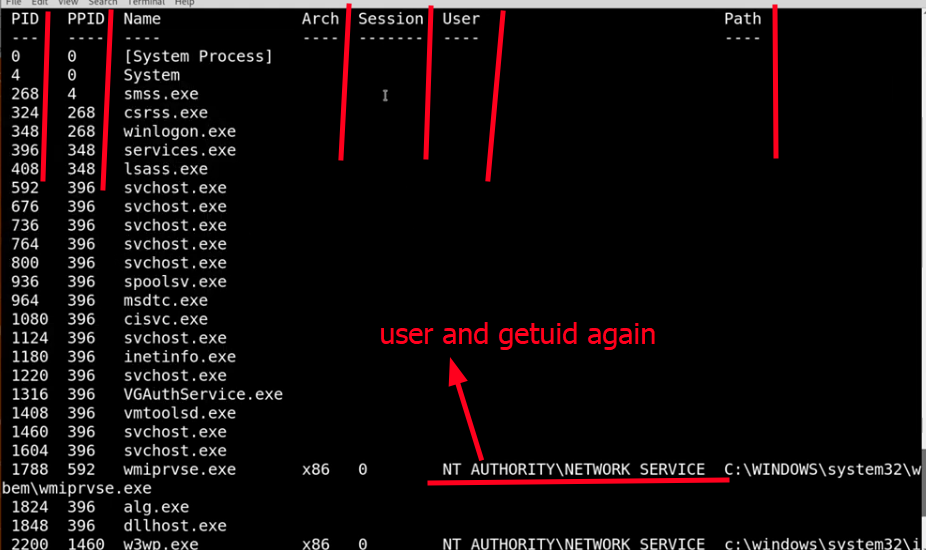 File Edit View Search Terminal Help
PID PPID Name Arch Session User Path
--- ---- ---- ---- ------- ---- ----
0 0 [System Process]
4 0 System
268 4 smss.exe
324 268 csrss.exe
348 268 winlogon.exe
396 348 services.exe
408 348 lsass.exe
592 396 svchost.exe
676 396 svchost.exe
736 396 svchost.exe
764 396 svchost.exe
800 396 svchost.exe
936 396 spoolsv.exe
964 396 msdtc.exe
1080 396 cisvc.exe
1124 396 svchost.exe
user and getuid again
1180 396 inetinfo.exe
1220 396 svchost.exe
1316 396 VGAuthService.exe
1408 396 vmtoolsd.exe
1460 396 svchost.exe
1604 396 svchost.exe
1788 592 wmiprvse.exe x86 0 NT AUTHORITY\NETWORK SERVICE C:\WINDOWS\system32\w
bem\wmiprvse.exe
1824 396 alg.exe
1848 396 dllhost.exe
2200 1460 w3wp.exe x86 0 NT AUTHORITY\NETWORK SERVICE c:\windows\system32\i